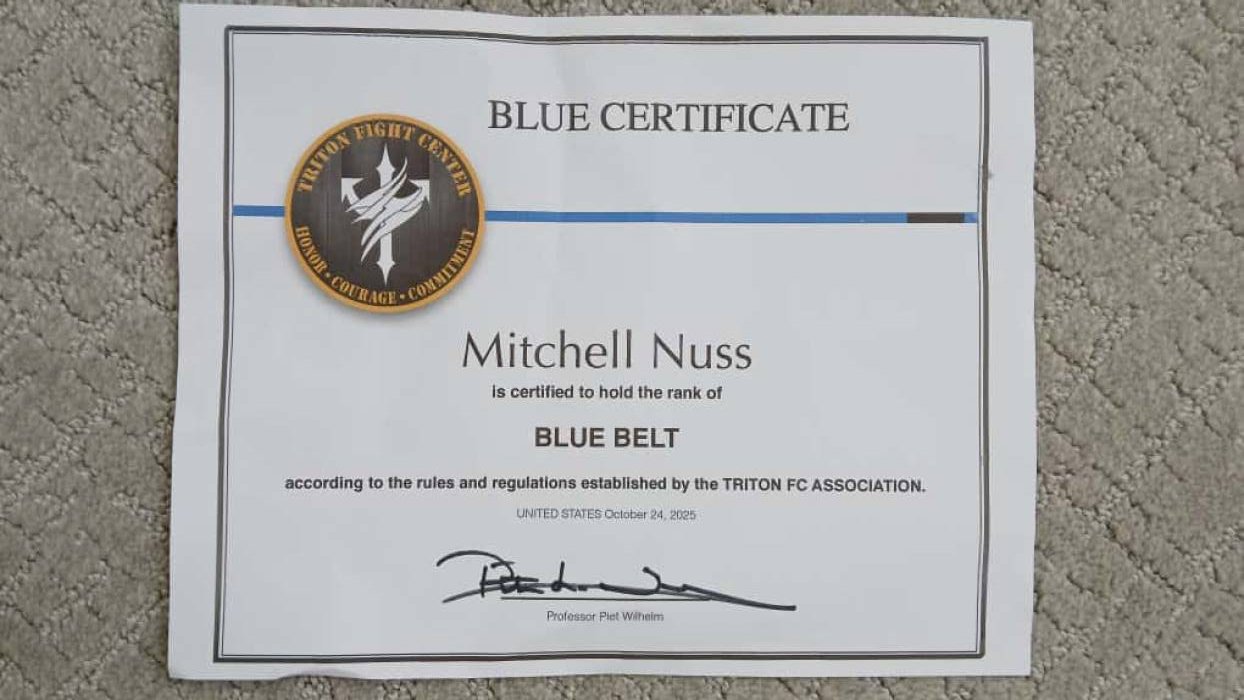 BLUE CERTIFICATE
TRITON FIGHT CENTER
HONOR • COURAGE • COMMITMENT
Mitchell Nuss
is certified to hold the rank of
BLUE BELT
according to the rules and regulations established by the TRITON FC ASSOCIATION.
UNITED STATES October 24, 2025
Professor Piet Wilhelm